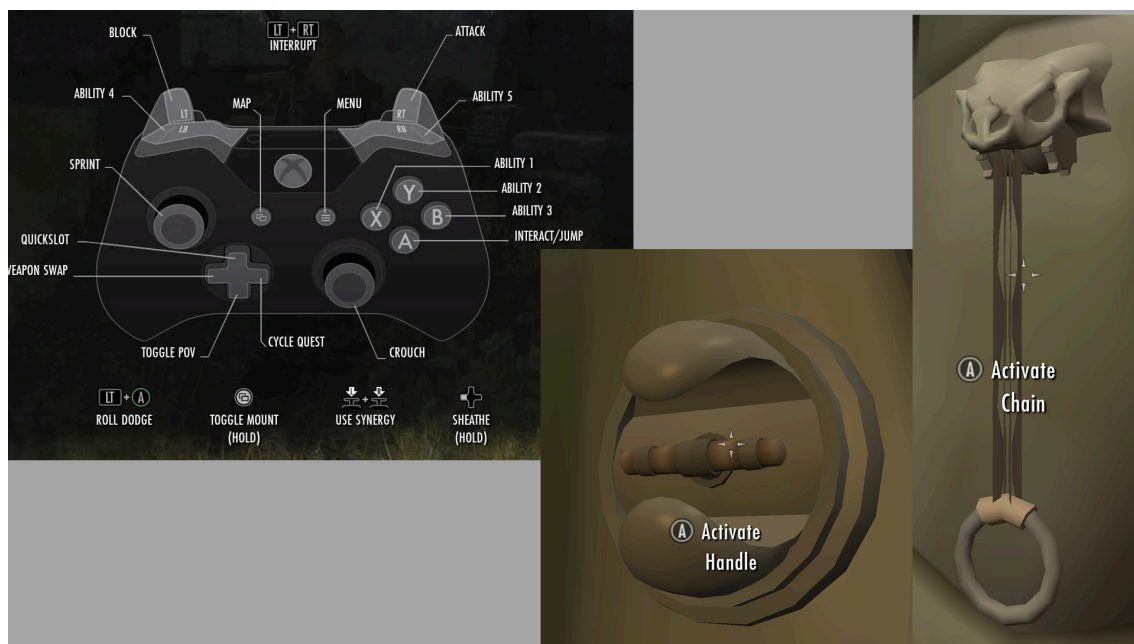 BLOCK
LT + RT
INTERRUPT
ATTACK
ABILITY 4
MAP
MENU
ABILITY 5
LT
RT
LB
RB
SPRINT
ABILITY 1
Y
ABILITY 2
X
B
ABILITY 3
A
INTERACT/JUMP
QUICKSLOT
WEAPON SWAP
CYCLE QUEST
TOGGLE POV
CROUCH
LT + A
ROLL DODGE
TOGGLE MOUNT
(HOLD)
+
USE SYNERGY
SHEATHE
(HOLD)
A Activate
Handle
A Activate
Chain